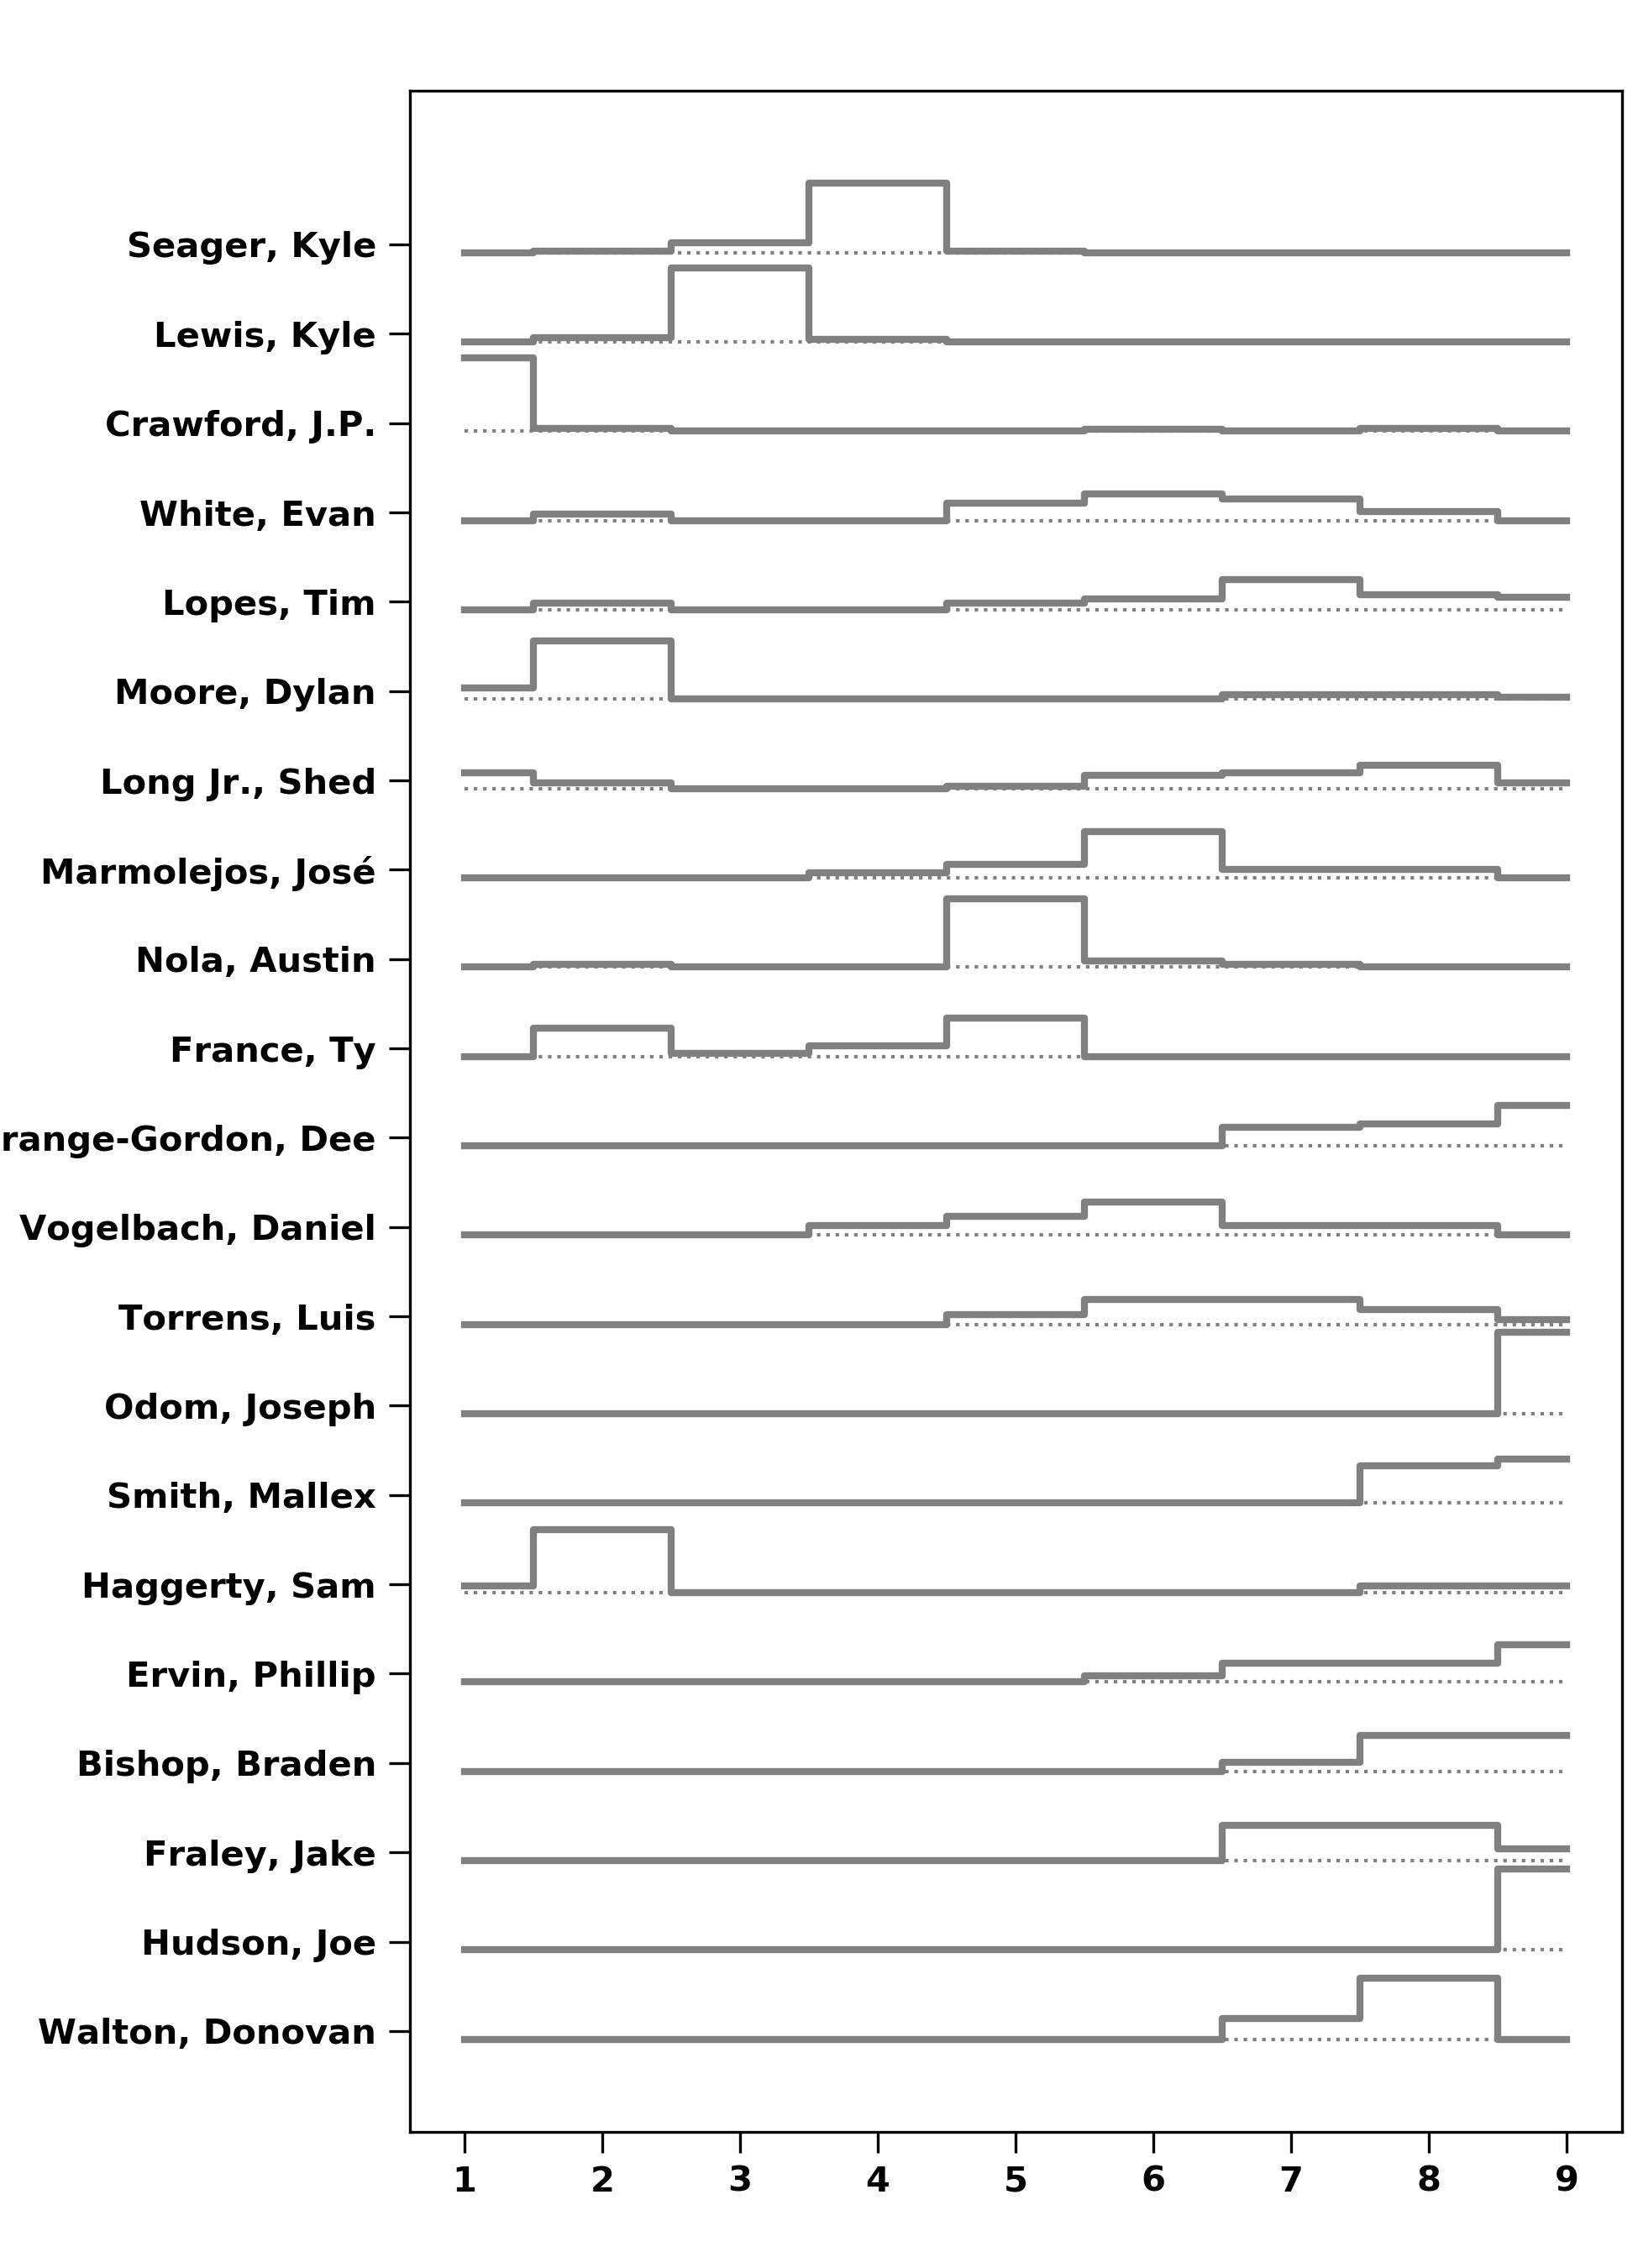 Seager, Kyle
Lewis, Kyle
Crawford, J.P.
White, Evan
Lopes, Tim
Moore, Dylan
Long Jr., Shed
Marmolejos, José
Nola, Austin
France, Ty
range-Gordon, Dee
Vogelbach, Daniel
Torrens, Luis
Odom, Joseph
Smith, Mallex
Haggerty, Sam
Ervin, Phillip
Bishop, Braden
Fraley, Jake
Hudson, Joe
Walton, Donovan
1 2 3 4 5 6 7 8 9